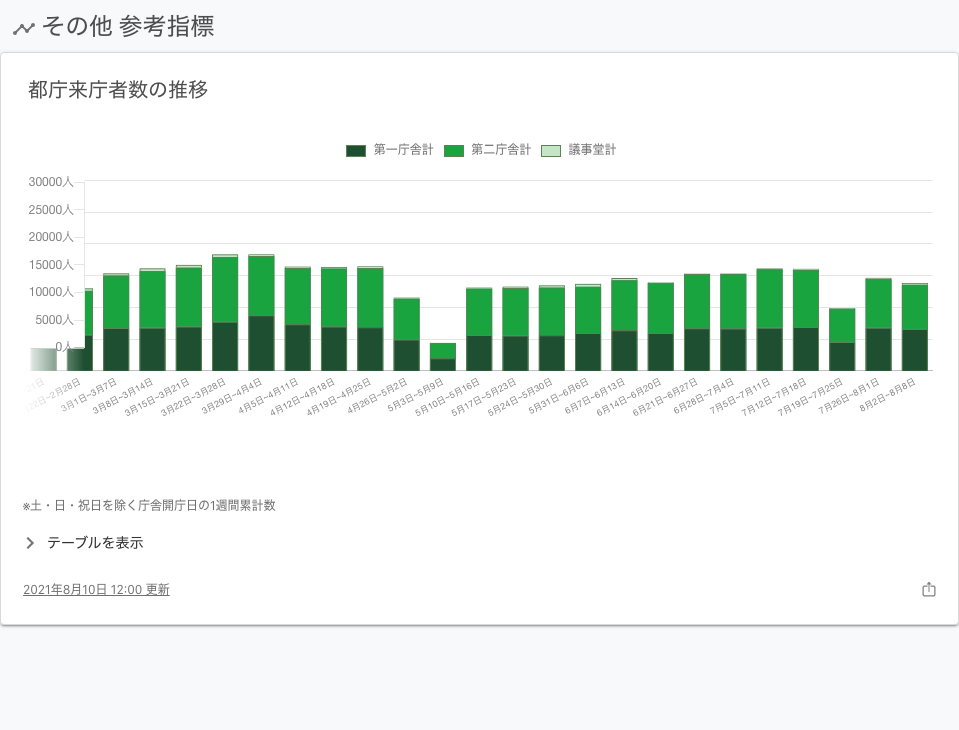 その他 参考指標
都庁来庁者数の推移
第一庁舎計 第二庁舎計 議事堂計
30000人
25000人
20000人
15000人
10000人
5000人
0人
3月1日~3月7日
3月8日~3月14日
3月15日~3月21日
3月22日~3月28日
3月29日~4月4日
4月5日~4月11日
4月12日~4月18日
4月19日~4月25日
4月26日~5月2日
5月3日~5月9日
5月10日~5月16日
5月17日~5月23日
5月24日~5月30日
5月31日~6月6日
6月7日~6月13日
6月14日~6月20日
6月21日~6月27日
6月28日~7月4日
7月5日~7月11日
7月12日~7月18日
7月19日~7月25日
7月26日~8月1日
8月2日~8月8日
※土・日・祝日を除く庁舎開庁日の1週間累計数
テーブルを表示
2021年8月10日 12:00 更新